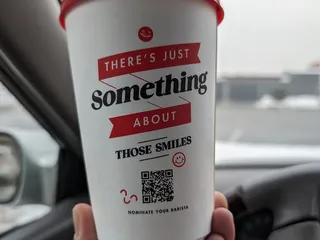 THERE'S JUST
something
ABOUT
THOSE SMILES
NOMINATE YOUR BARISTA